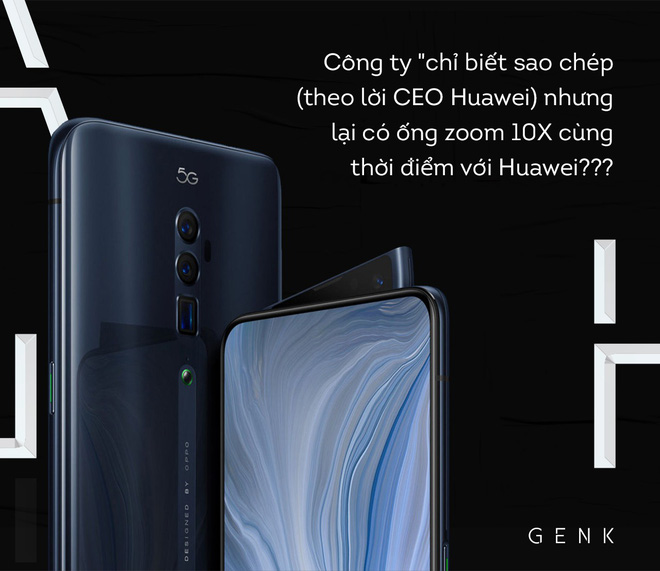 Công ty "chỉ biết sao chép
(theo lời CEO Huawei) nhưng
lại có ống zoom 10X cùng
thời điểm với Huawei???
5G
DESIGNED BY OPPO
GENK